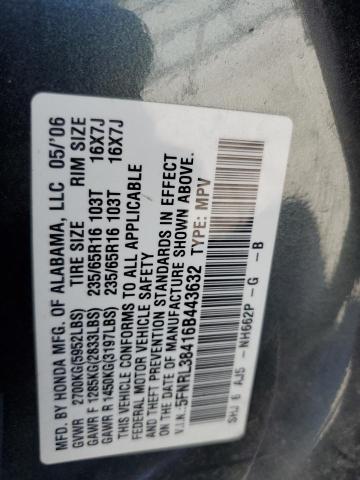 MFD. BY HONDA MFG. OF ALABAMA, LLC 05/'06
GVWR 2700KG(5952LBS) TIRE SIZE RIM SIZE
GAWR F 1285KG(2833LBS) 235/65R16 103T 16X7J
GAWR R 1450KG(3197LBS) 235/65R16 103T 16X7J
THIS VEHICLE CONFORMS TO ALL APPLICABLE
FEDERAL MOTOR VEHICLE SAFETY
AND THEFT PREVENTION STANDARDS IN EFFECT
ON THE DATE OF MANUFACTURE SHOWN ABOVE.
V.I.N.:5FNRL38416B443632 TYPE: MPV
SHJ 6 AJ5 -NH662P -G -B